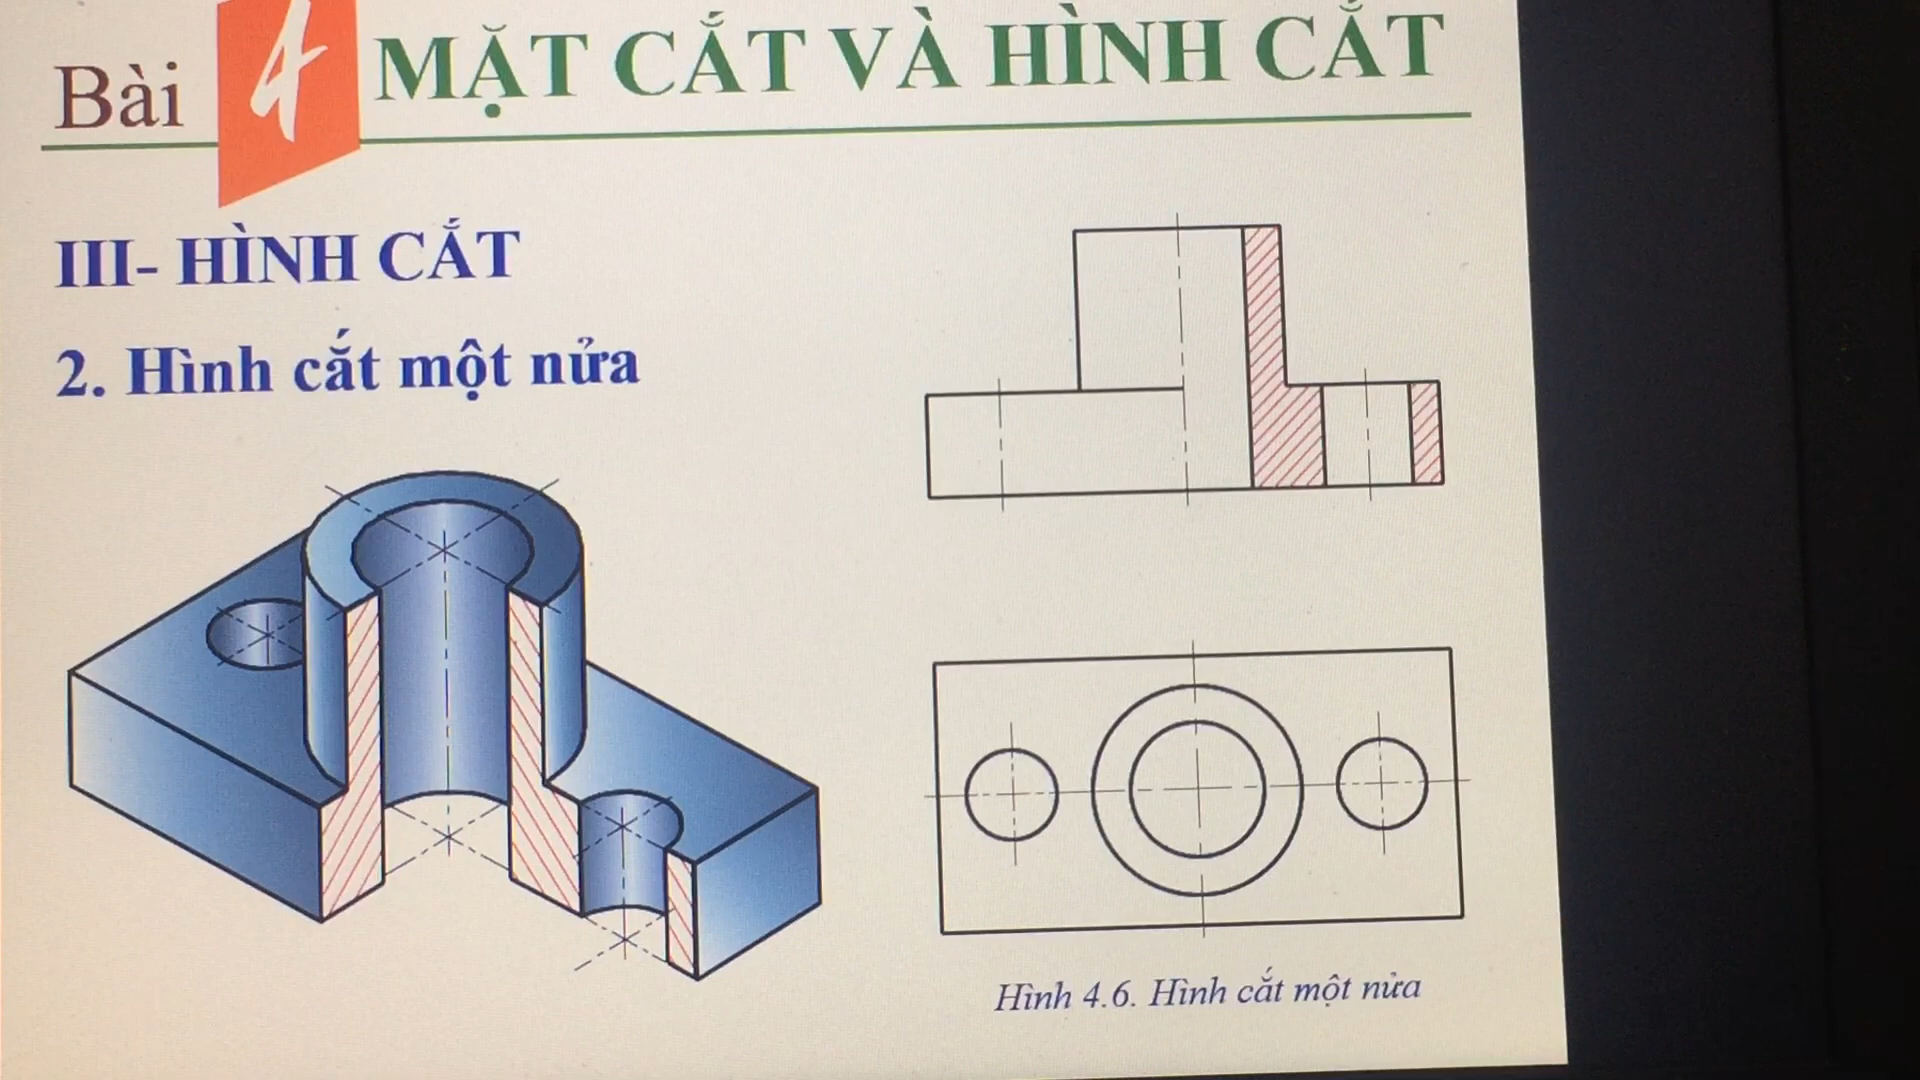 Bài 4 MẶT CẮT VÀ HÌNH CẮT
III- HÌNH CẮT
2. Hình cắt một nửa
Hình 4.6. Hình cắt một nửa